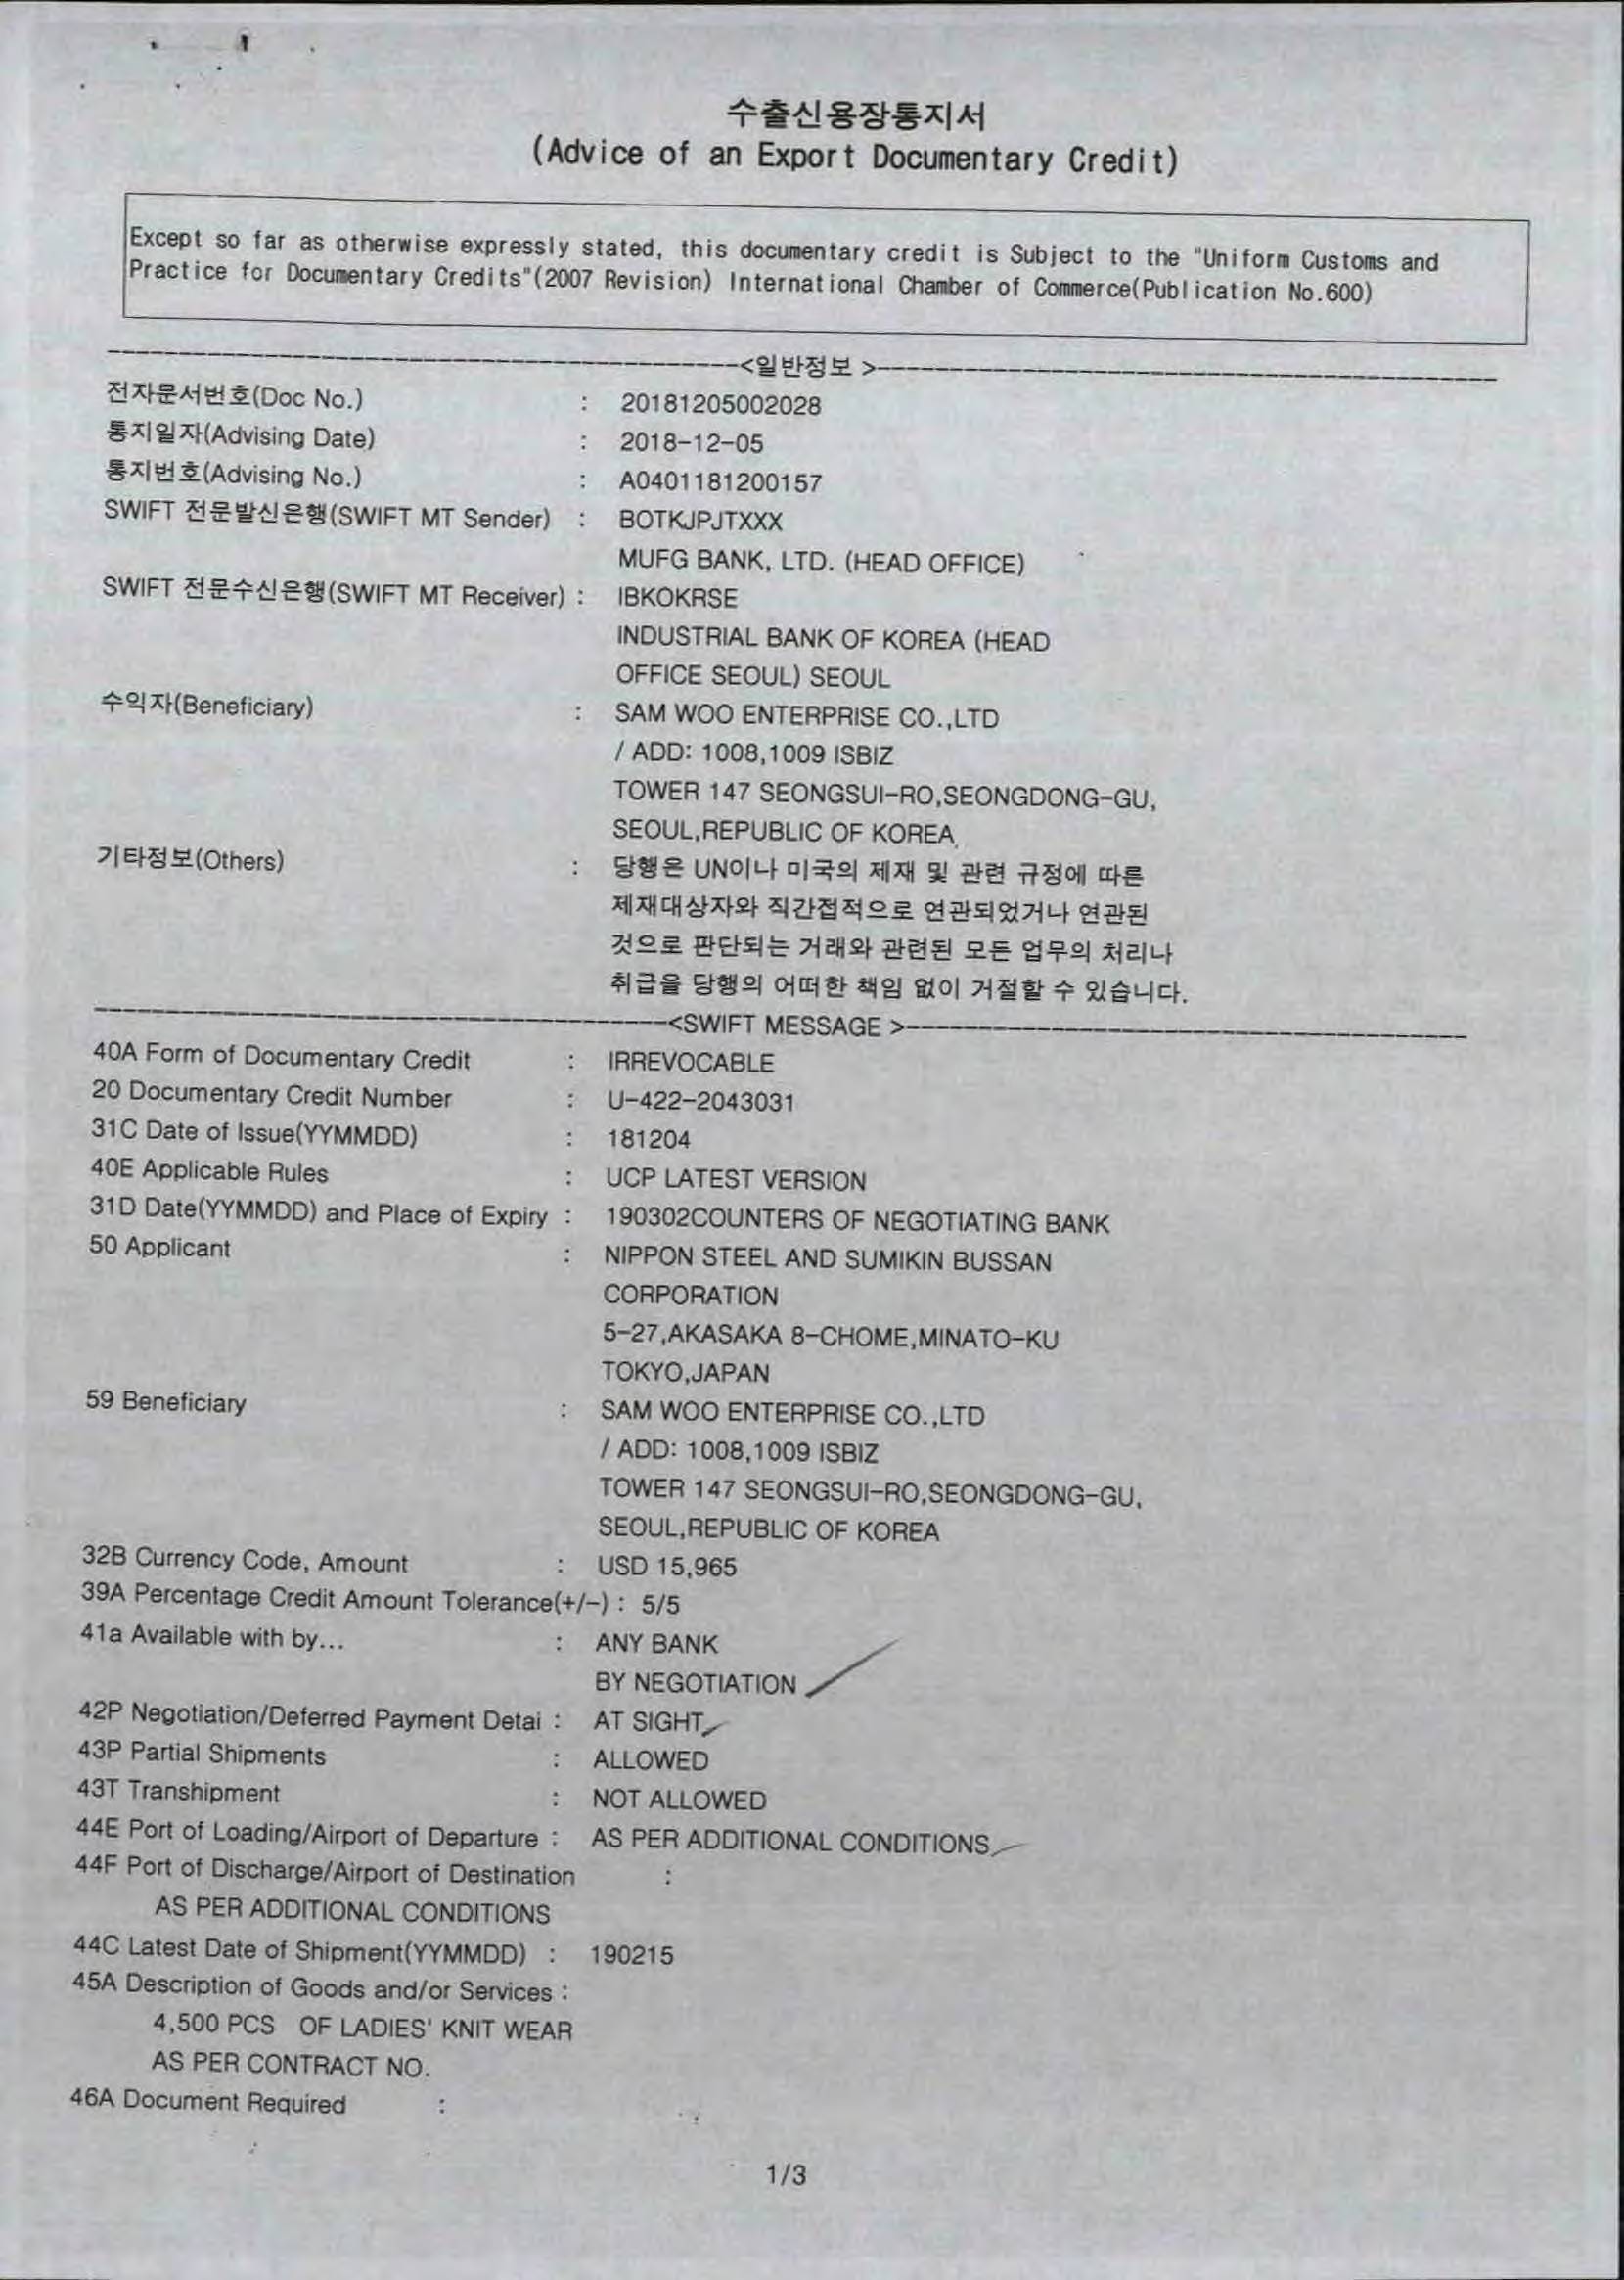 수출신용장통지서
(Advice of an Export Documentary Credit)
Except so far as otherwise expressly stated, this documentary credit is Subject to the "Uniform Customs and
Practice for Documentary Credits"(2007 Revision) International Chamber of Commerce(Publication No.600)
<일반정보 >
전자문서번호(Doc No.) : 20181205002028
통지일자(Advising Date) : 2018-12-05
통지번호(Advising No.) : A0401181200157
SWIFT 전문발신은행(SWIFT MT Sender) : BOTKJPJTXXX
MUFG BANK, LTD. (HEAD OFFICE)
SWIFT 전문수신은행(SWIFT MT Receiver) : IBKOKRSE
INDUSTRIAL BANK OF KOREA (HEAD
OFFICE SEOUL) SEOUL
수익자(Beneficiary) : SAM WOO ENTERPRISE CO.,LTD
/ ADD: 1008,1009 ISBIZ
TOWER 147 SEONGSUI-RO,SEONGDONG-GU,
SEOUL,REPUBLIC OF KOREA
기타정보(Others) : 당행은 UN이나 미국의 제재 및 관련 규정에 따른
제재대상자와 직간접적으로 연관되었거나 연관된
것으로 판단되는 거래와 관련된 모든 업무의 처리나
취급을 당행의 어떠한 책임 없이 거절할 수 있습니다.
<SWIFT MESSAGE >
40A Form of Documentary Credit : IRREVOCABLE
20 Documentary Credit Number : U-422-2043031
31C Date of Issue(YYMMDD) : 181204
40E Applicable Rules : UCP LATEST VERSION
31D Date(YYMMDD) and Place of Expiry : 190302COUNTERS OF NEGOTIATING BANK
50 Applicant : NIPPON STEEL AND SUMIKIN BUSSAN
CORPORATION
5-27,AKASAKA 8-CHOME,MINATO-KU
TOKYO,JAPAN
59 Beneficiary : SAM WOO ENTERPRISE CO.,LTD
/ ADD: 1008,1009 ISBIZ
TOWER 147 SEONGSUI-RO,SEONGDONG-GU,
SEOUL,REPUBLIC OF KOREA
32B Currency Code, Amount : USD 15,965
39A Percentage Credit Amount Tolerance(+/-) : 5/5
41a Available with by... : ANY BANK
BY NEGOTIATION
42P Negotiation/Deferred Payment Detai : AT SIGHT
43P Partial Shipments : ALLOWED
43T Transhipment : NOT ALLOWED
44E Port of Loading/Airport of Departure : AS PER ADDITIONAL CONDITIONS
44F Port of Discharge/Airport of Destination :
AS PER ADDITIONAL CONDITIONS
44C Latest Date of Shipment(YYMMDD) : 190215
45A Description of Goods and/or Services :
4,500 PCS OF LADIES' KNIT WEAR
AS PER CONTRACT NO.
46A Document Required :
1/3